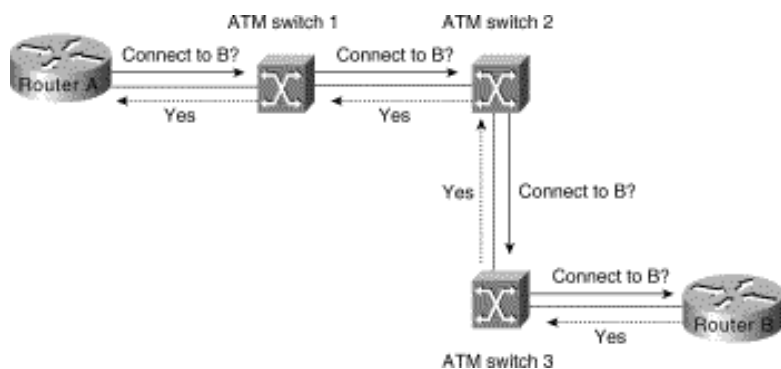 ATM switch 1
ATM switch 2
Connect to B?
Connect to B?
Router A
Yes
Yes
Yes
Connect to B?
Connect to B?
Router B
Yes
ATM switch 3